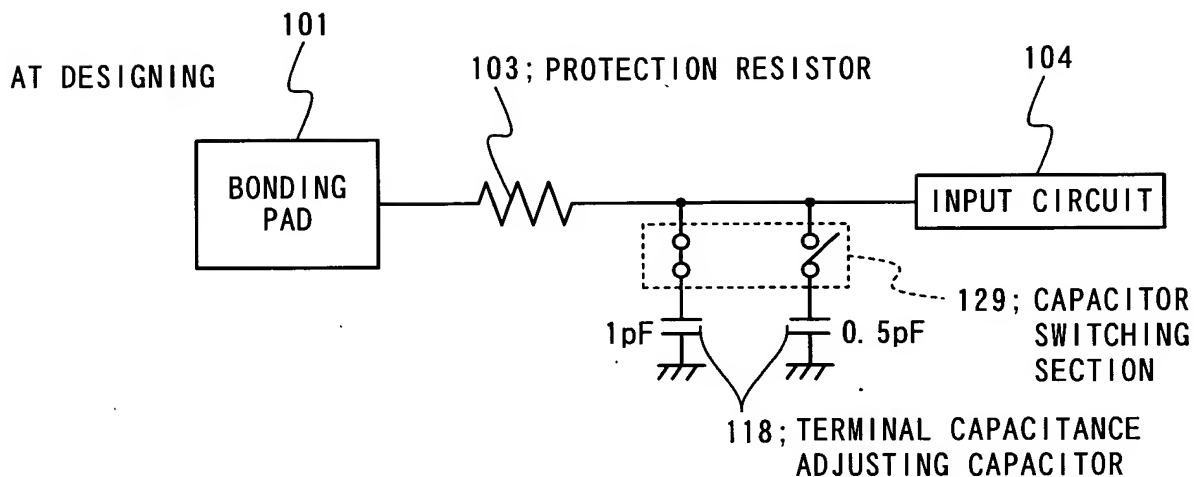 101
AT DESIGNING
103; PROTECTION RESISTOR
104
BONDING
PAD
INPUT CIRCUIT
129; CAPACITOR
SWITCHING
SECTION
1pF
0. 5pF
118; TERMINAL CAPACITANCE
ADJUSTING CAPACITOR